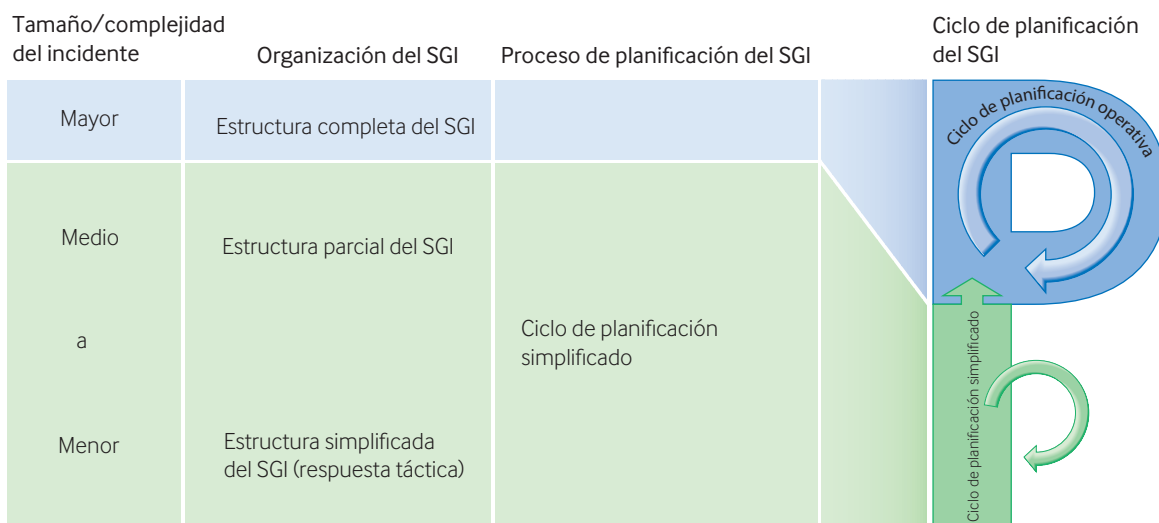 Tamaño/complejidad
del incidente
Organización del SGI
Proceso de planificación del SGI
Ciclo de planificación
del SGI
Mayor
Estructura completa del SGI
Ciclo de planificación operativa
Medio
Estructura parcial del SGI
a
Ciclo de planificación
simplificado
Menor
Estructura simplificada
del SGI (respuesta táctica)
Ciclo de planificación simplificado